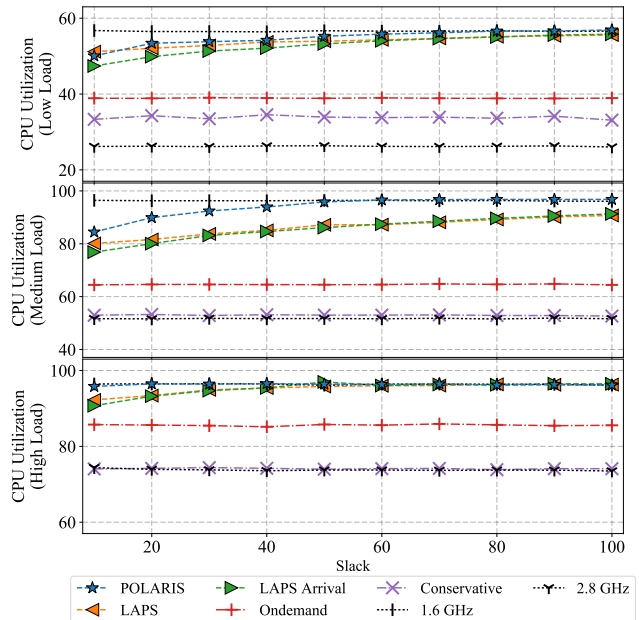 60
40
20
CPU Utilization
(Low Load)
100
80
60
40
CPU Utilization
(Medium Load)
100
80
60
CPU Utilization
(High Load)
20 40 60 80 100
Slack
POLARIS LAPS Arrival Conservative 2.8 GHz
LAPS Ondemand 1.6 GHz